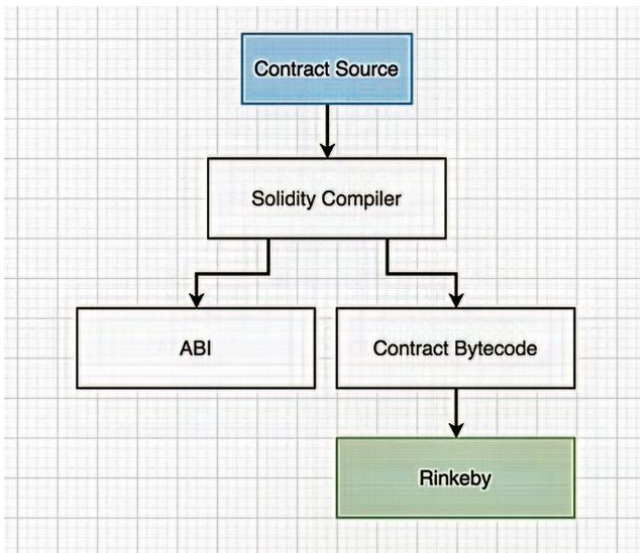 Contract Source
Solidity Compiler
ABI
Contract Bytecode
Rinkeby